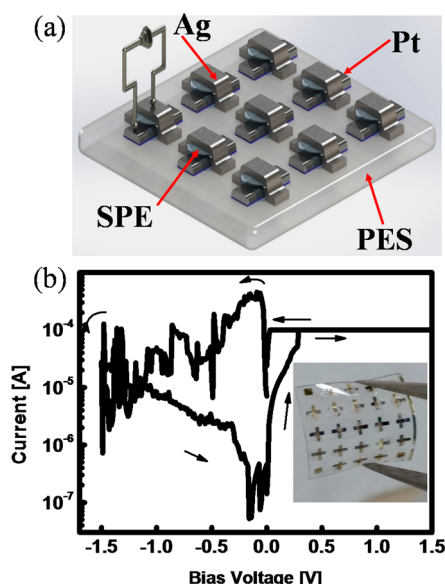 (a)
Ag
Pt
SPE
PES
(b)
10⁻⁴
10⁻⁵
10⁻⁶
10⁻⁷
Current [A]
-1.5 -1.0 -0.5 0.0 0.5 1.0 1.5
Bias Voltage [V]